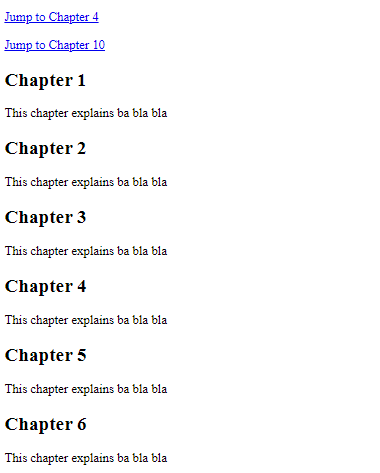 Jump to Chapter 4
Jump to Chapter 10
Chapter 1
This chapter explains ba bla bla
Chapter 2
This chapter explains ba bla bla
Chapter 3
This chapter explains ba bla bla
Chapter 4
This chapter explains ba bla bla
Chapter 5
This chapter explains ba bla bla
Chapter 6
This chapter explains ba bla bla